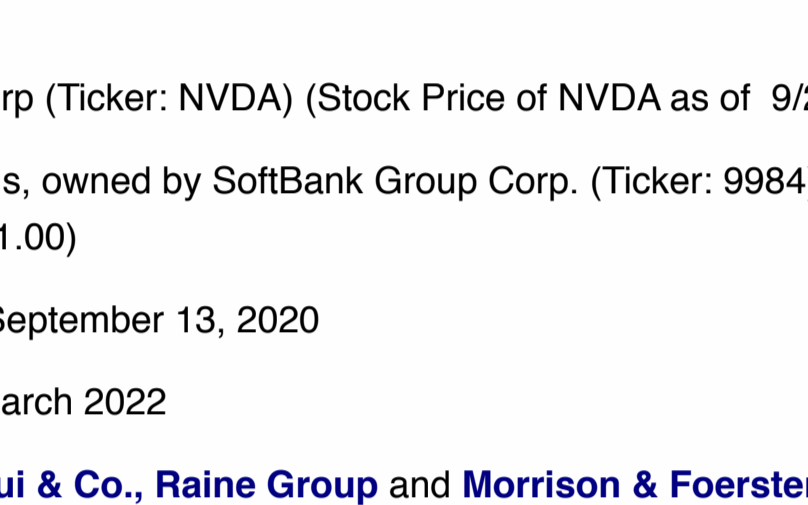 rp (Ticker: NVDA) (Stock Price of NVDA as of 9/
s, owned by SoftBank Group Corp. (Ticker: 9984
1.00)
September 13, 2020
arch 2022
ui & Co., Raine Group and Morrison & Foerster